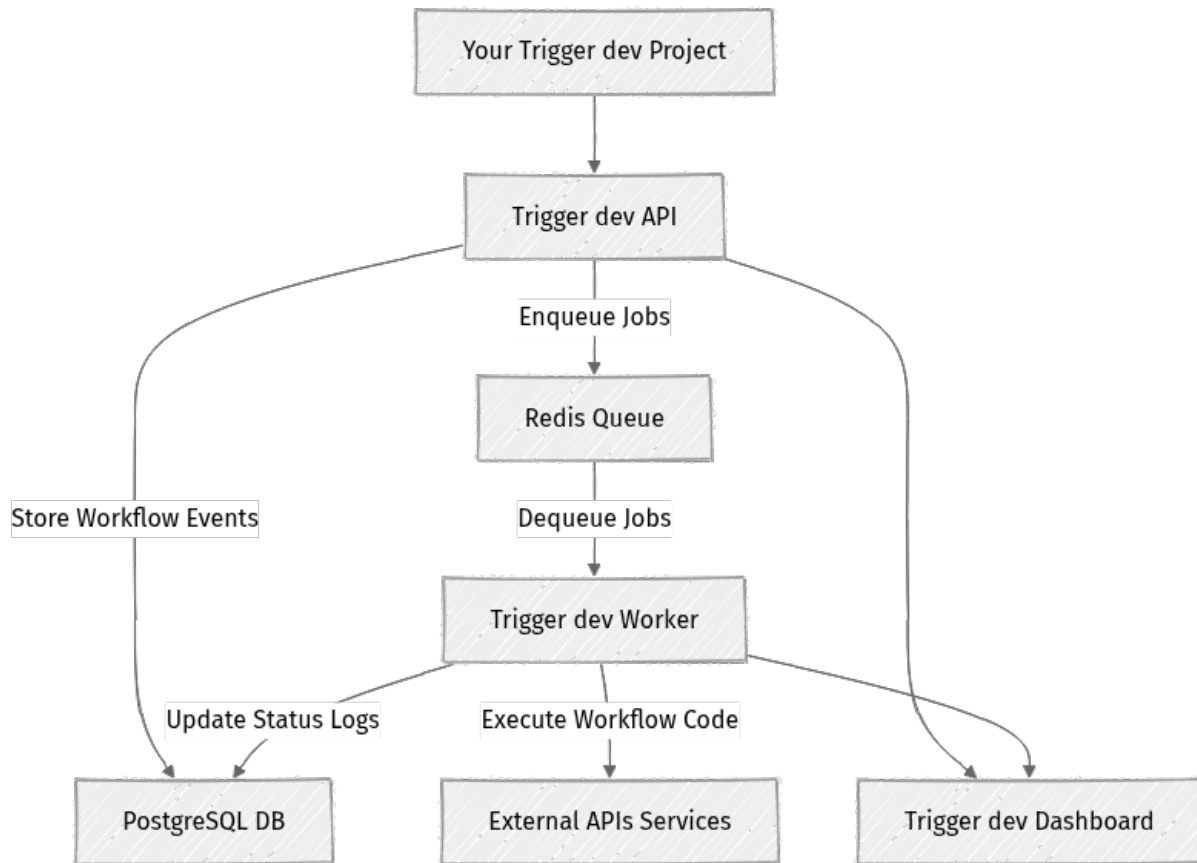 Your Trigger dev Project
Trigger dev API
Enqueue Jobs
Redis Queue
Store Workflow Events
Dequeue Jobs
Trigger dev Worker
Update Status Logs
Execute Workflow Code
PostgreSQL DB
External APIs Services
Trigger dev Dashboard